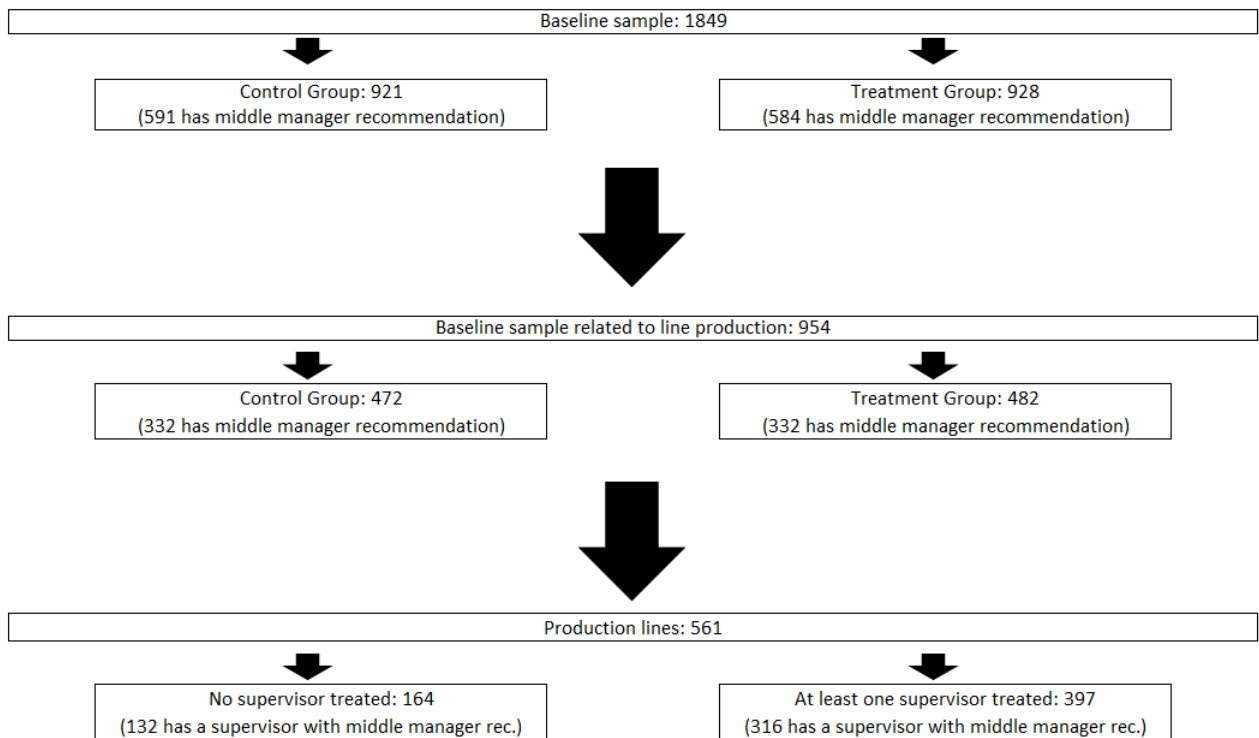 Baseline sample: 1849
Control Group: 921
(591 has middle manager recommendation)
Treatment Group: 928
(584 has middle manager recommendation)
Baseline sample related to line production: 954
Control Group: 472
(332 has middle manager recommendation)
Treatment Group: 482
(332 has middle manager recommendation)
Production lines: 561
No supervisor treated: 164
(132 has a supervisor with middle manager rec.)
At least one supervisor treated: 397
(316 has a supervisor with middle manager rec.)